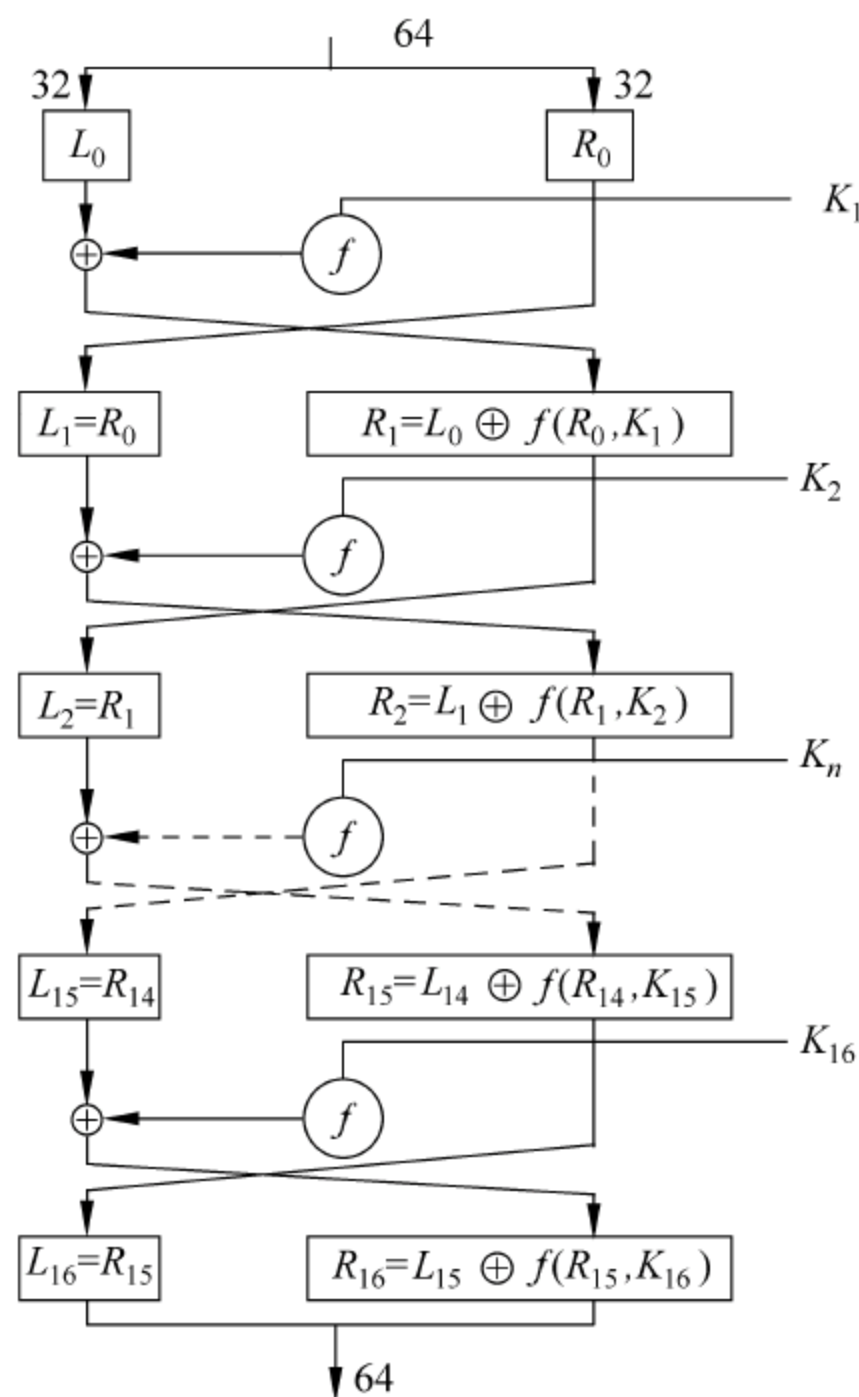 64
32 32
L₀ R₀
K₁
⊕ f
L₁=R₀ R₁=L₀ ⊕ f(R₀,K₁)
K₂
⊕ f
L₂=R₁ R₂=L₁ ⊕ f(R₁,K₂)
Kₙ
⊕ f
L₁₅=R₁₄ R₁₅=L₁₄ ⊕ f(R₁₄,K₁₅)
K₁₆
⊕ f
L₁₆=R₁₅ R₁₆=L₁₅ ⊕ f(R₁₅,K₁₆)
64